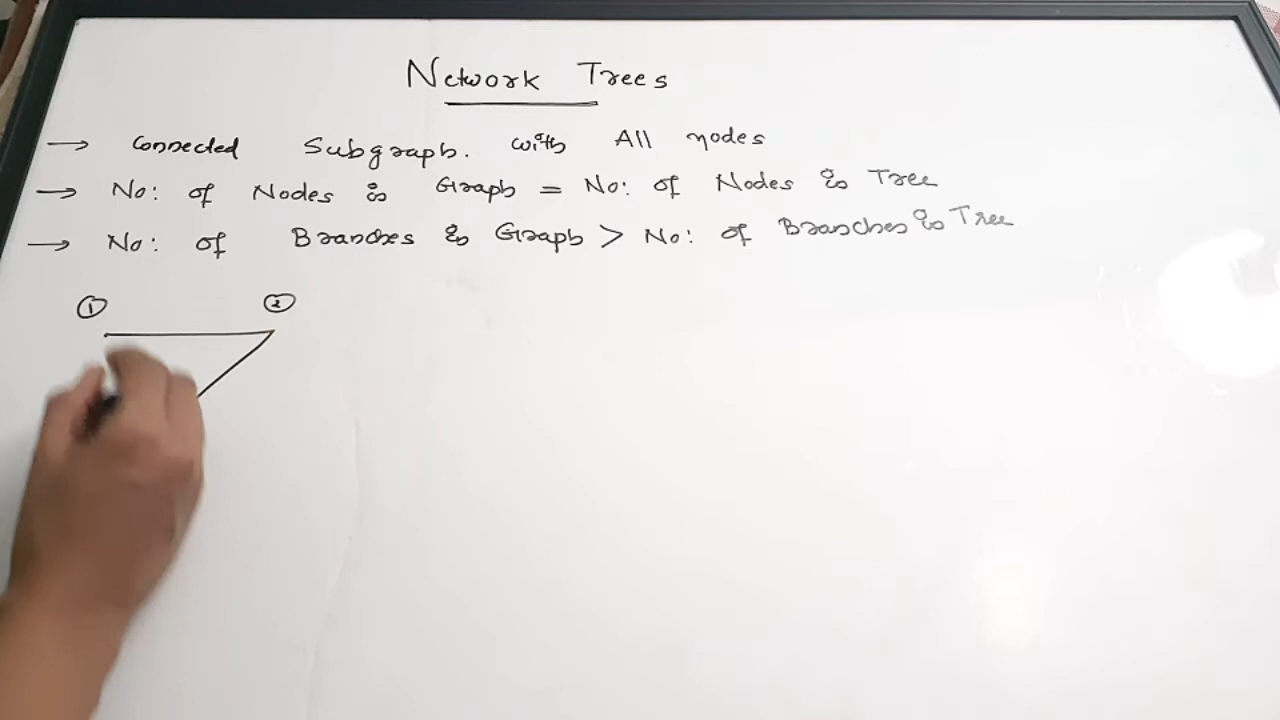 Network Trees
→ Connected Subgraph. with All nodes
→ No: of Nodes in Graph = No: of Nodes in Tree
→ No: of Branches in Graph > No: of Branches in Tree
① ②